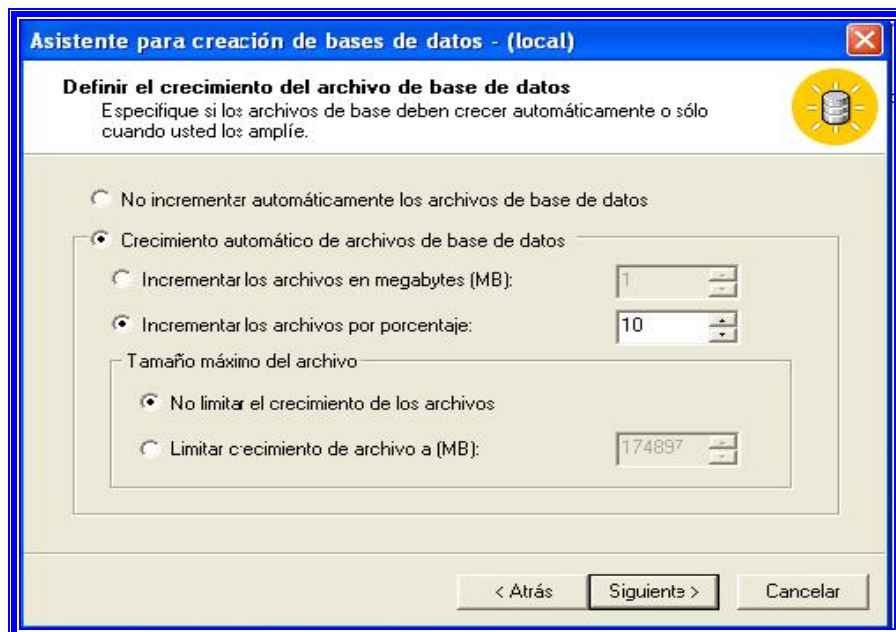 Asistente para creación de bases de datos - (local)
Definir el crecimiento del archivo de base de datos
Especifique si los archivos de base deben crecer automáticamente o sólo
cuando usted los amplíe.
No incrementar automáticamente los archivos de base de datos
Crecimiento automático de archivos de base de datos
Incrementar los archivos en megabytes (MB): 1
Incrementar los archivos por porcentaje: 10
Tamaño máximo del archivo
No limitar el crecimiento de los archivos
Limitar crecimiento de archivo a (MB): 174897
< Atrás Siguiente > Cancelar